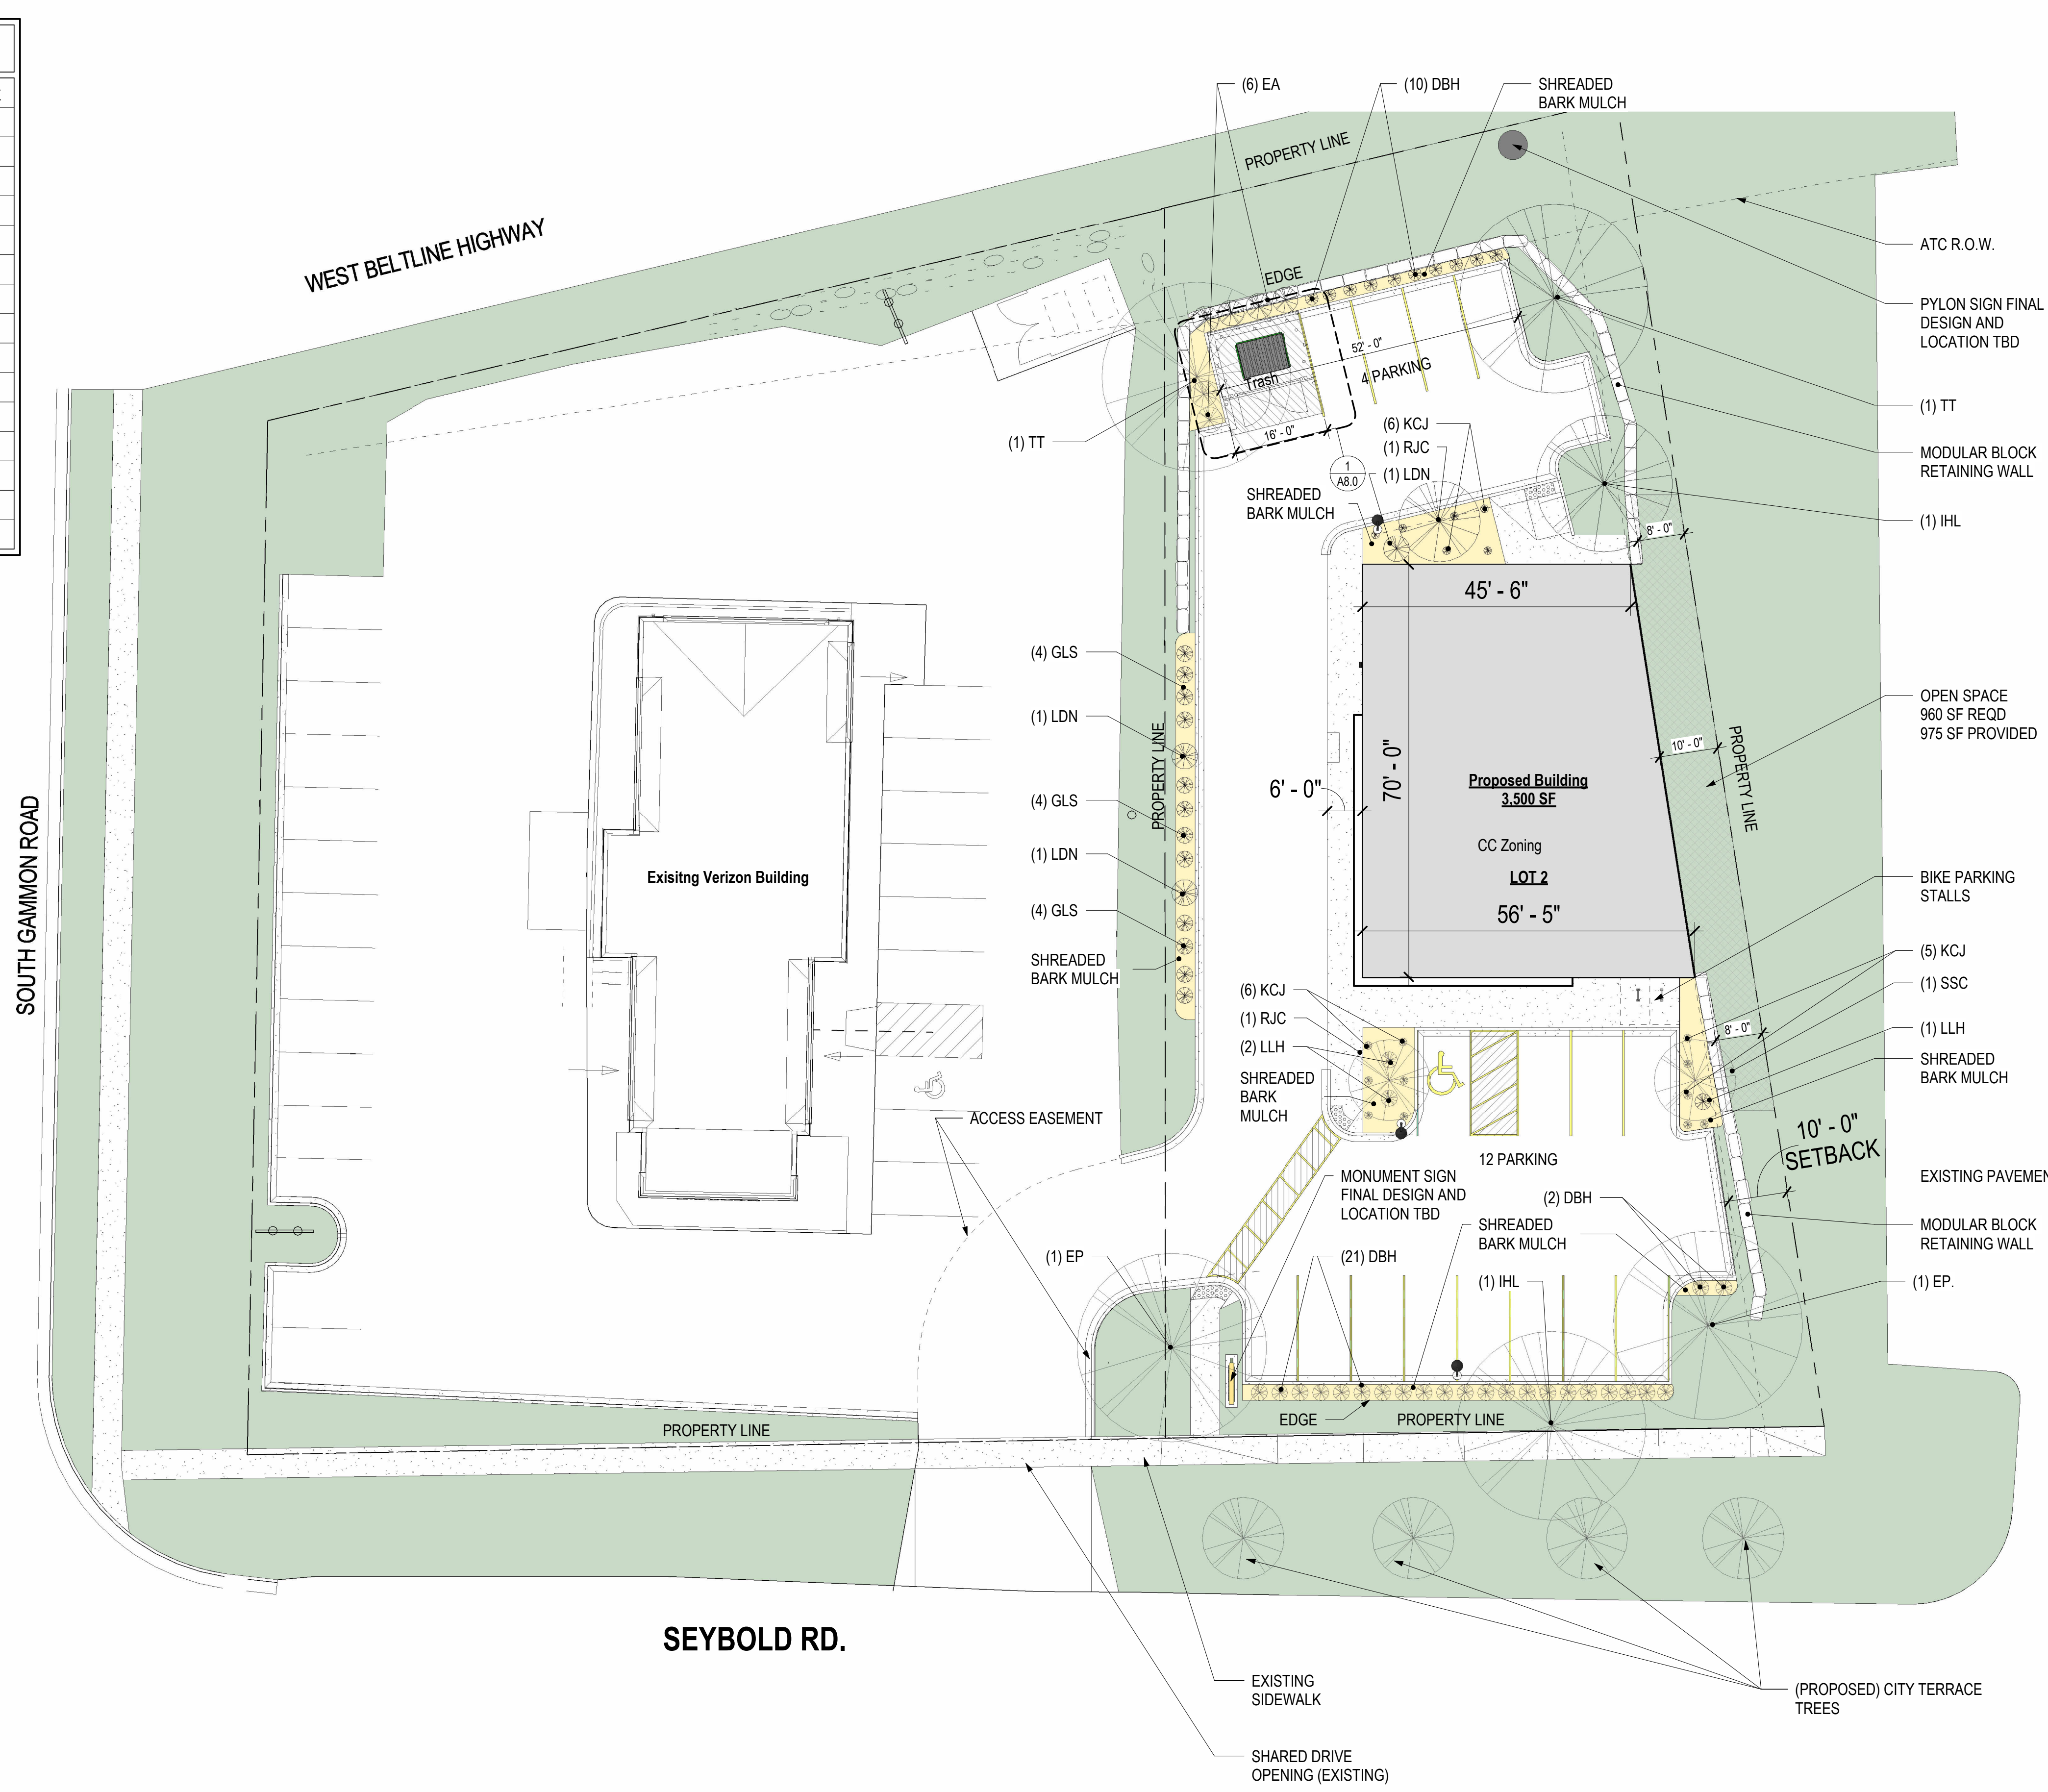 (6) EA
(10) DBH
SHREADED
BARK MULCH
PROPERTY LINE
WEST BELTLINE HIGHWAY
ATC R.O.W.
EDGE
PYLON SIGN FINAL
DESIGN AND
LOCATION TBD
52' - 0"
4 PARKING
Trash
(1) TT
16' - 0"
(6) KCJ
(1) RJC
(1) LDN
1
A8.0
(1) TT
MODULAR BLOCK
RETAINING WALL
SHREADED
BARK MULCH
(1) IHL
8' - 0"
45' - 6"
(4) GLS
(1) LDN
(4) GLS
(1) LDN
(4) GLS
SHREADED
BARK MULCH
PROPERTY LINE
6' - 0"
70' - 0"
Proposed Building
3,500 SF
CC Zoning
LOT 2
56' - 5"
10' - 0"
PROPERTY LINE
OPEN SPACE
960 SF REQD
975 SF PROVIDED
Exisitng Verizon Building
SOUTH GAMMON ROAD
BIKE PARKING
STALLS
(5) KCJ
(1) SSC
(1) LLH
SHREADED
BARK MULCH
8' - 0"
(6) KCJ
(1) RJC
(2) LLH
SHREADED
BARK
MULCH
ACCESS EASEMENT
10' - 0"
SETBACK
12 PARKING
MONUMENT SIGN
FINAL DESIGN AND
LOCATION TBD
(2) DBH
SHREADED
BARK MULCH
EXISTING PAVEMEN
MODULAR BLOCK
RETAINING WALL
(1) EP
(21) DBH
(1) IHL
(1) EP.
EDGE
PROPERTY LINE
PROPERTY LINE
SEYBOLD RD.
EXISTING
SIDEWALK
(PROPOSED) CITY TERRACE
TREES
SHARED DRIVE
OPENING (EXISTING)